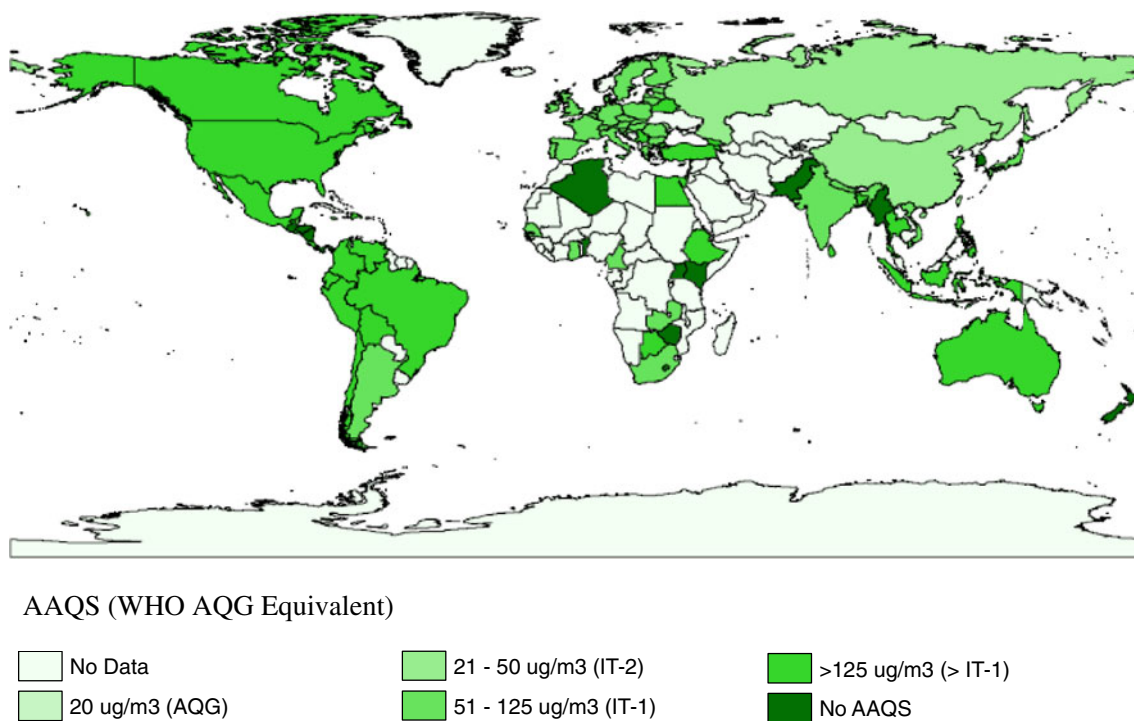 AAQS (WHO AQG Equivalent)
No Data
20 ug/m3 (AQG)
21 - 50 ug/m3 (IT-2)
51 - 125 ug/m3 (IT-1)
>125 ug/m3 (> IT-1)
No AAQS